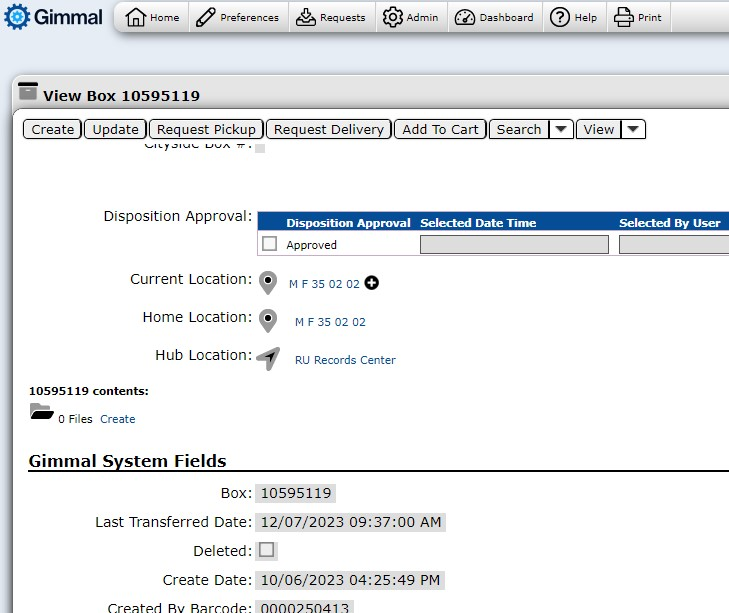 Gimmal Home Preferences Requests Admin Dashboard Help Print
View Box 10595119
Create Update Request Pickup Request Delivery Add To Cart Search View
Cityside Box #:
Disposition Approval: Disposition Approval Selected Date Time Selected By User
Approved
Current Location: M F 35 02 02
Home Location: M F 35 02 02
Hub Location: RU Records Center
10595119 contents:
0 Files Create
Gimmal System Fields
Box: 10595119
Last Transferred Date: 12/07/2023 09:37:00 AM
Deleted:
Create Date: 10/06/2023 04:25:49 PM
Created By Barcode: 0000250413